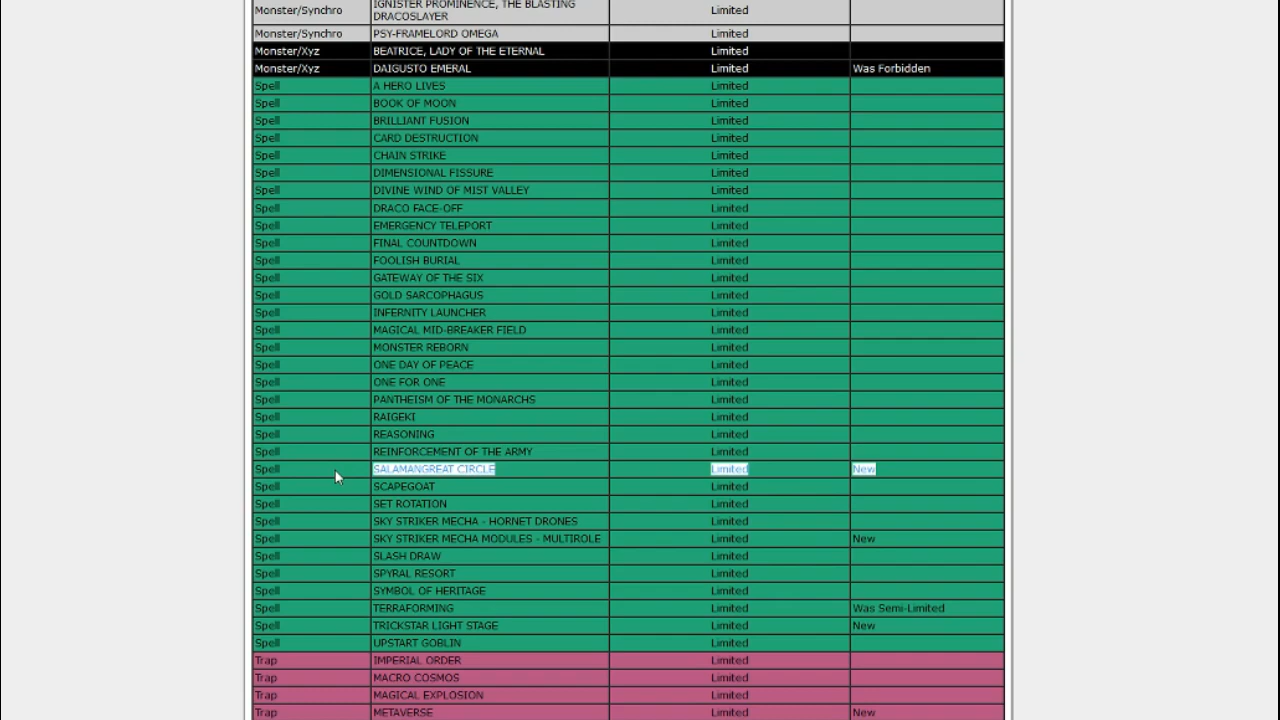 IGNISTER PROMINENCE, THE BLASTING
Monster/Synchro DRACOSLAYER Limited
Monster/Synchro PSY-FRAMELORD OMEGA Limited
Monster/Xyz BEATRICE, LADY OF THE ETERNAL Limited
Monster/Xyz DAIGUSTO EMERAL Limited Was Forbidden
Spell A HERO LIVES Limited
Spell BOOK OF MOON Limited
Spell BRILLIANT FUSION Limited
Spell CARD DESTRUCTION Limited
Spell CHAIN STRIKE Limited
Spell DIMENSIONAL FISSURE Limited
Spell DIVINE WIND OF MIST VALLEY Limited
Spell DRACO FACE-OFF Limited
Spell EMERGENCY TELEPORT Limited
Spell FINAL COUNTDOWN Limited
Spell FOOLISH BURIAL Limited
Spell GATEWAY OF THE SIX Limited
Spell GOLD SARCOPHAGUS Limited
Spell INFERNITY LAUNCHER Limited
Spell MAGICAL MID-BREAKER FIELD Limited
Spell MONSTER REBORN Limited
Spell ONE DAY OF PEACE Limited
Spell ONE FOR ONE Limited
Spell PANTHEISM OF THE MONARCHS Limited
Spell RAIGEKI Limited
Spell REASONING Limited
Spell REINFORCEMENT OF THE ARMY Limited
Spell SALAMANGREAT CIRCLE Limited New
Spell SCAPEGOAT Limited
Spell SET ROTATION Limited
Spell SKY STRIKER MECHA - HORNET DRONES Limited
Spell SKY STRIKER MECHA MODULES - MULTIROLE Limited New
Spell SLASH DRAW Limited
Spell SPYRAL RESORT Limited
Spell SYMBOL OF HERITAGE Limited
Spell TERRAFORMING Limited Was Semi-Limited
Spell TRICKSTAR LIGHT STAGE Limited New
Spell UPSTART GOBLIN Limited
Trap IMPERIAL ORDER Limited
Trap MACRO COSMOS Limited
Trap MAGICAL EXPLOSION Limited
Trap METAVERSE Limited New